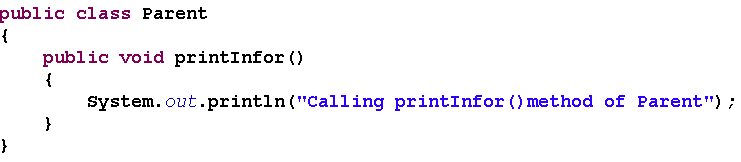 public class Parent
{
    public void printInfor()
    {
        System.out.println("Calling printInfor()method of Parent");
    }
}